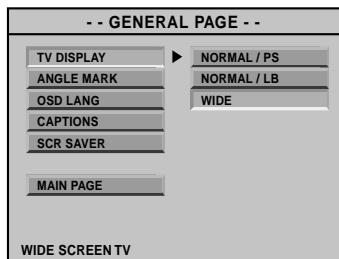 - - GENERAL PAGE - -
TV DISPLAY
ANGLE MARK
OSD LANG
CAPTIONS
SCR SAVER
MAIN PAGE
NORMAL / PS
NORMAL / LB
WIDE
WIDE SCREEN TV